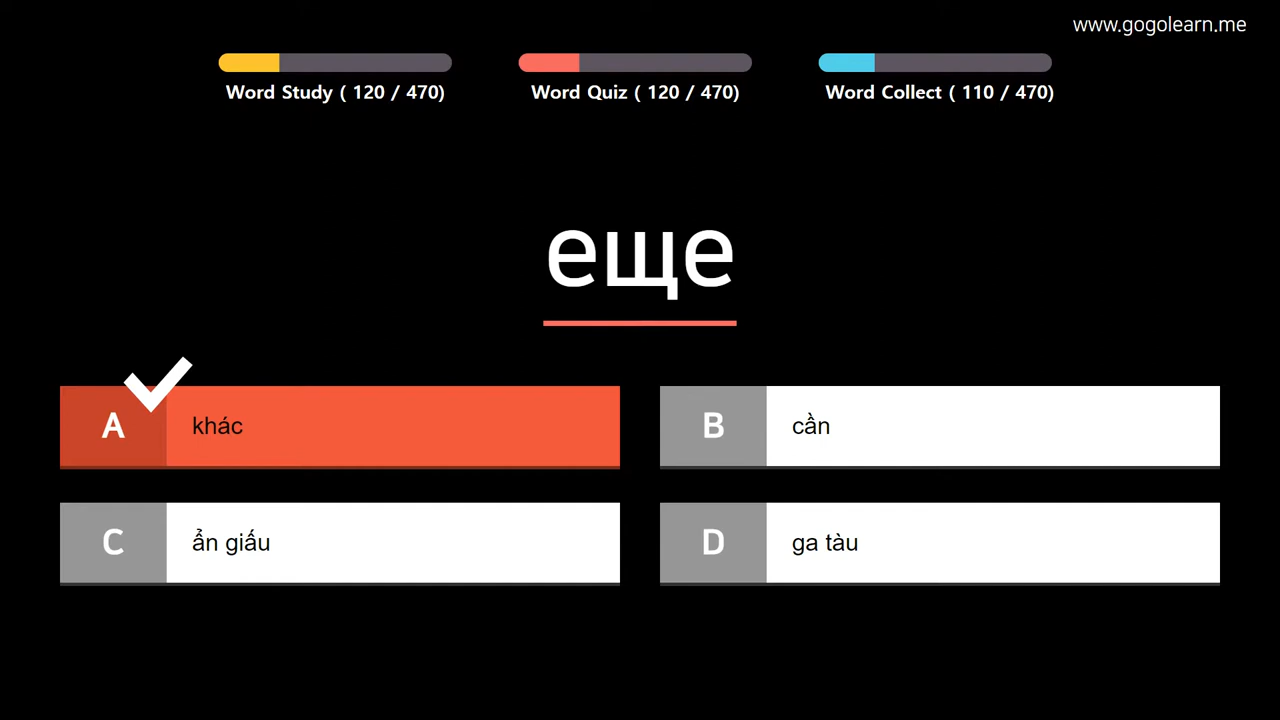 www.gogolearn.me
Word Study ( 120 / 470)
Word Quiz ( 120 / 470)
Word Collect ( 110 / 470)
еще
A khác
B cần
C ẩn giấu
D ga tàu